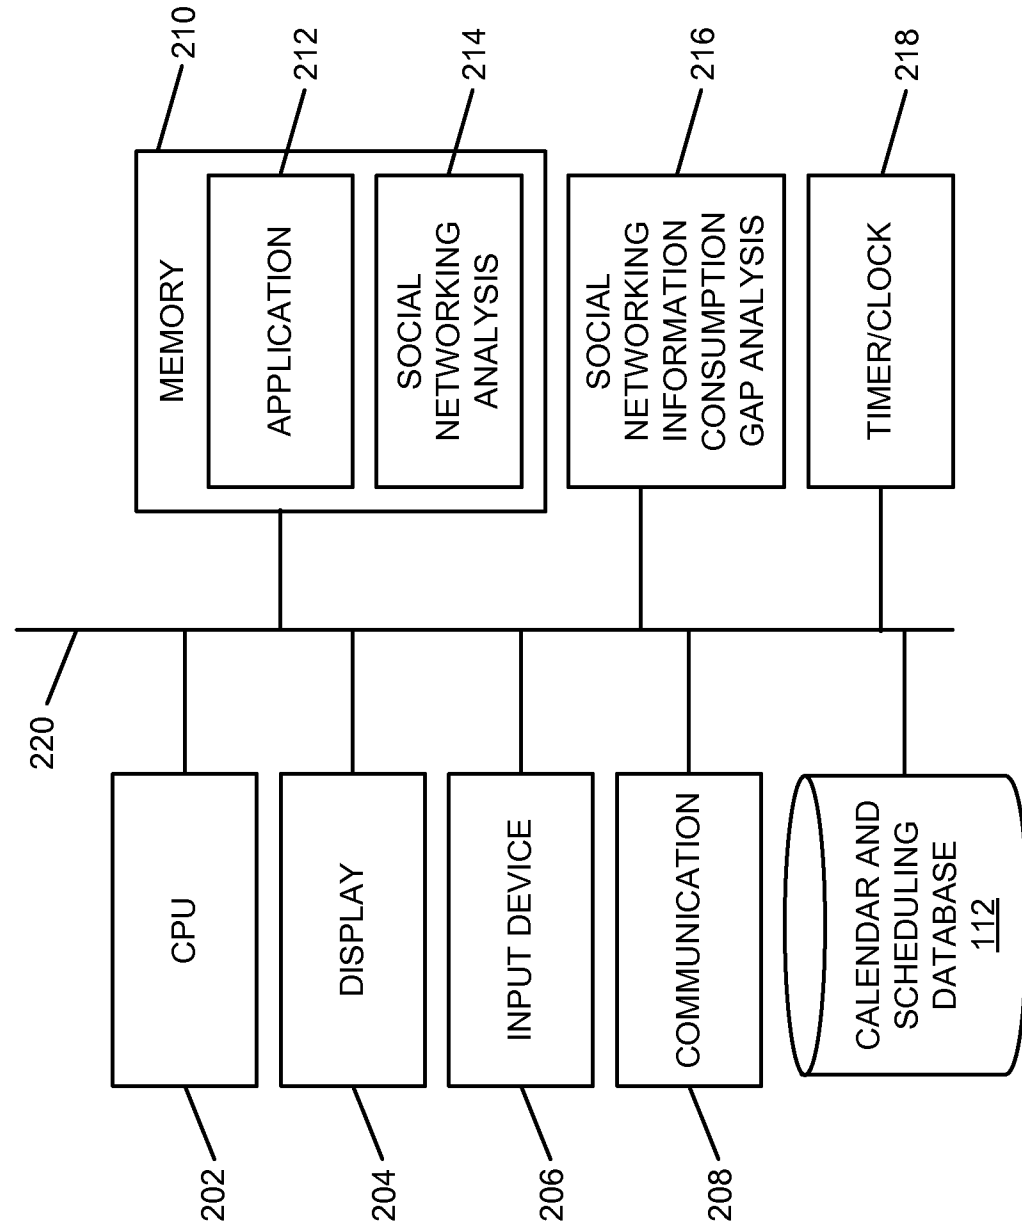 202
CPU
204
DISPLAY
206
INPUT DEVICE
208
COMMUNICATION
CALENDAR AND
SCHEDULING
DATABASE
112
220
210
MEMORY
212
APPLICATION
214
SOCIAL
NETWORKING
ANALYSIS
216
SOCIAL
NETWORKING
INFORMATION
CONSUMPTION
GAP ANALYSIS
218
TIMER/CLOCK